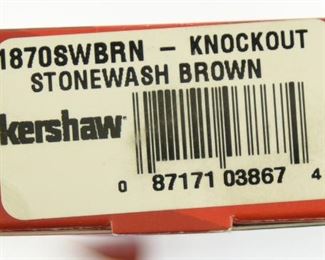 1870SWBRN – KNOCKOUT
STONEWASH BROWN
kershaw
0 87171 03867 4